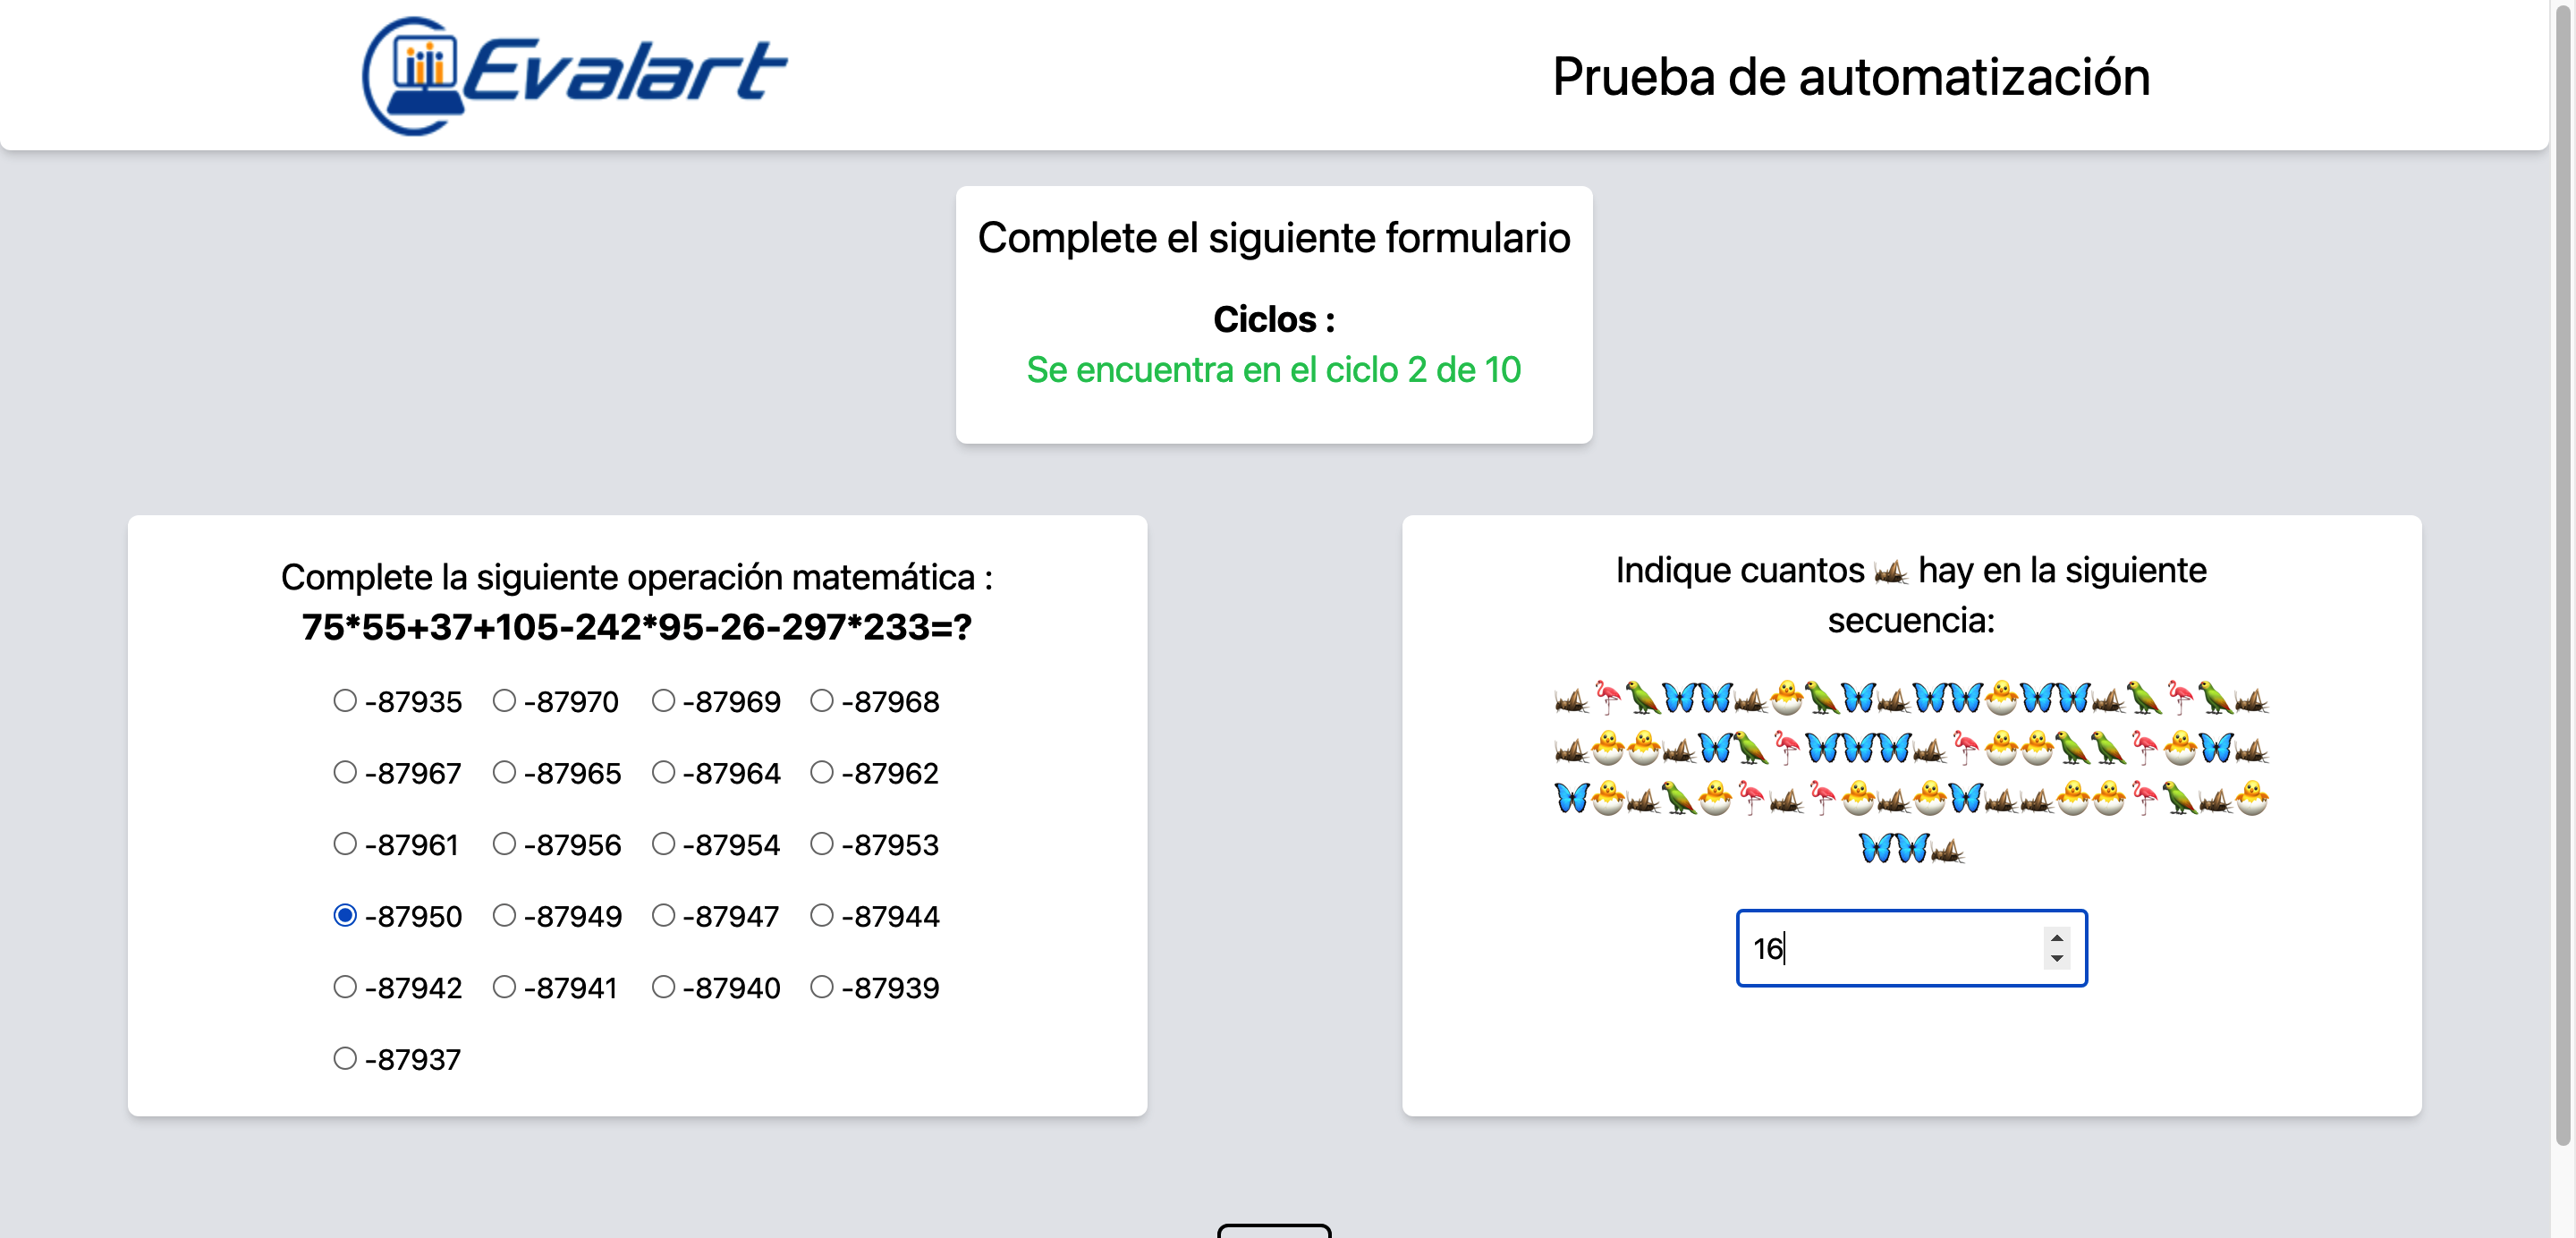 Evalart
Prueba de automatización
Complete el siguiente formulario
Ciclos :
Se encuentra en el ciclo 2 de 10
Complete la siguiente operación matemática :
75*55+37+105-242*95-26-297*233=?
-87935 -87970 -87969 -87968
-87967 -87965 -87964 -87962
-87961 -87956 -87954 -87953
-87950 -87949 -87947 -87944
-87942 -87941 -87940 -87939
-87937
Indique cuantos 🦗 hay en la siguiente
secuencia:
🦗🦩🦜🦋🦋🦗🐣🦜🦋🦗🦋🦋🐣🦋🦋🦗🦜🦩🦜🦗
🦗🐣🐣🦗🦋🦜🦩🦋🦋🦋🦗🦩🐣🐣🦜🦜🦩🐣🦋🦗
🦋🐣🦗🦜🐣🦩🦗🦩🐣🦗🐣🦋🦗🦗🐣🐣🦩🦜🦗🐣
🦋🦋🦗
16